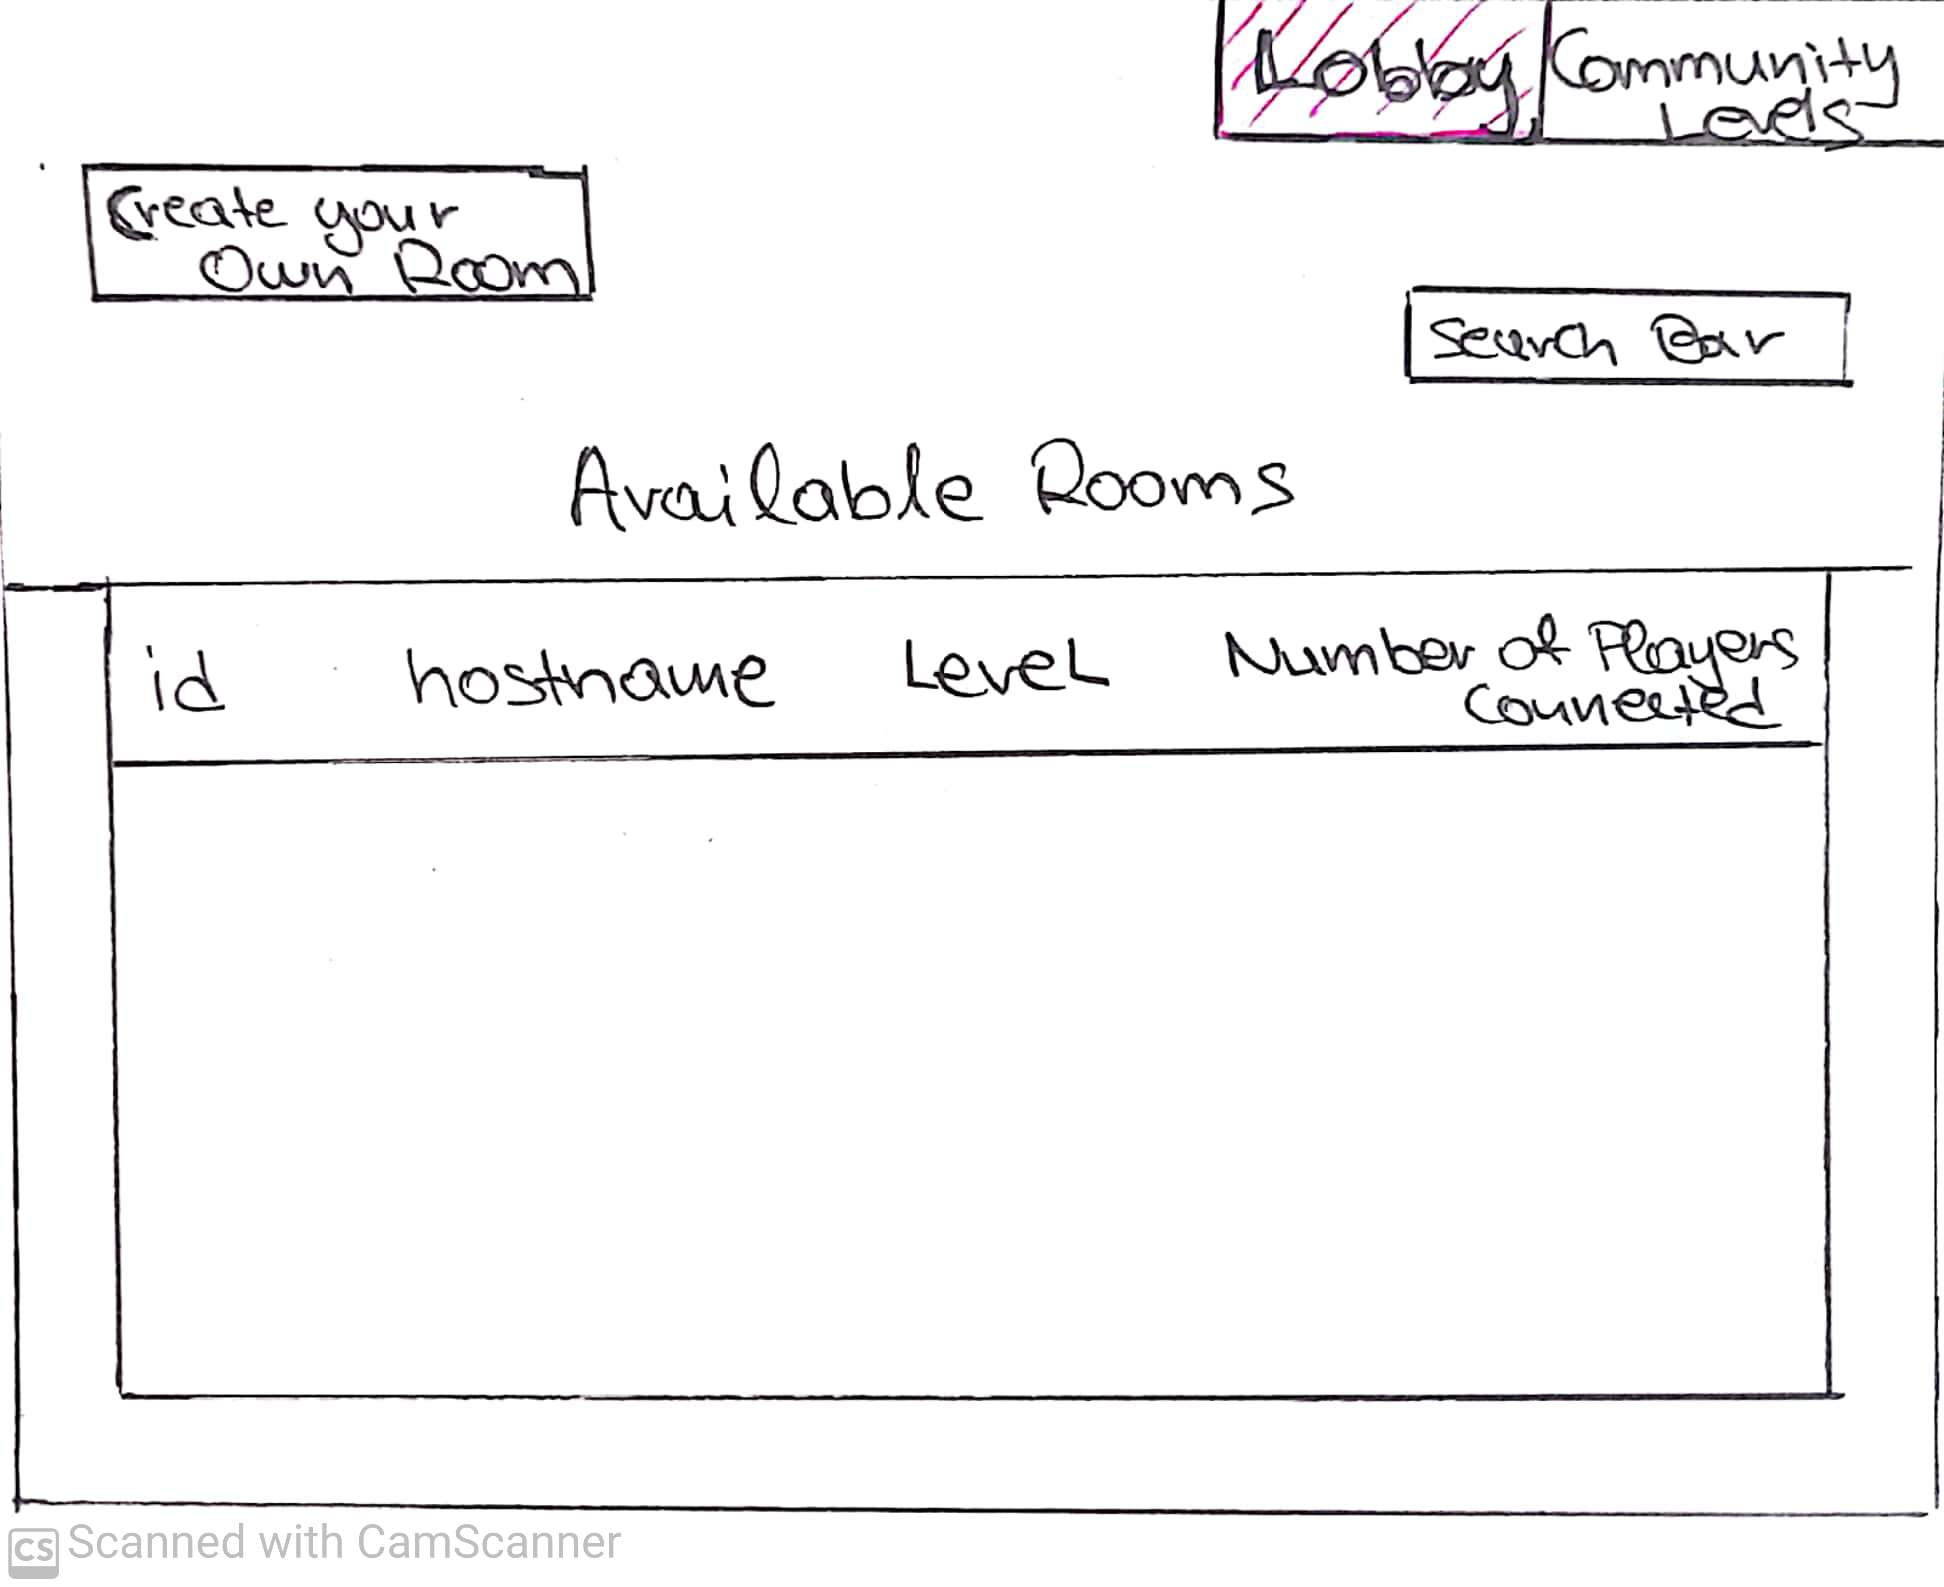 Lobby
Community
Levels
Create your
Own Room
Search Bar
Available Rooms
id hostname Level Number of Players
Connected
CS Scanned with CamScanner